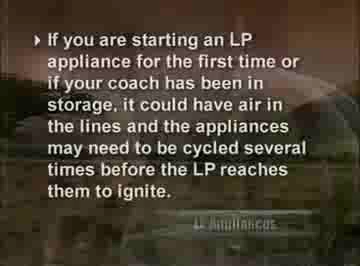 If you are starting an LP
appliance for the first time or
if your coach has been in
storage, it could have air in
the lines and the appliances
may need to be cycled several
times before the LP reaches
them to ignite.
LP Appliances